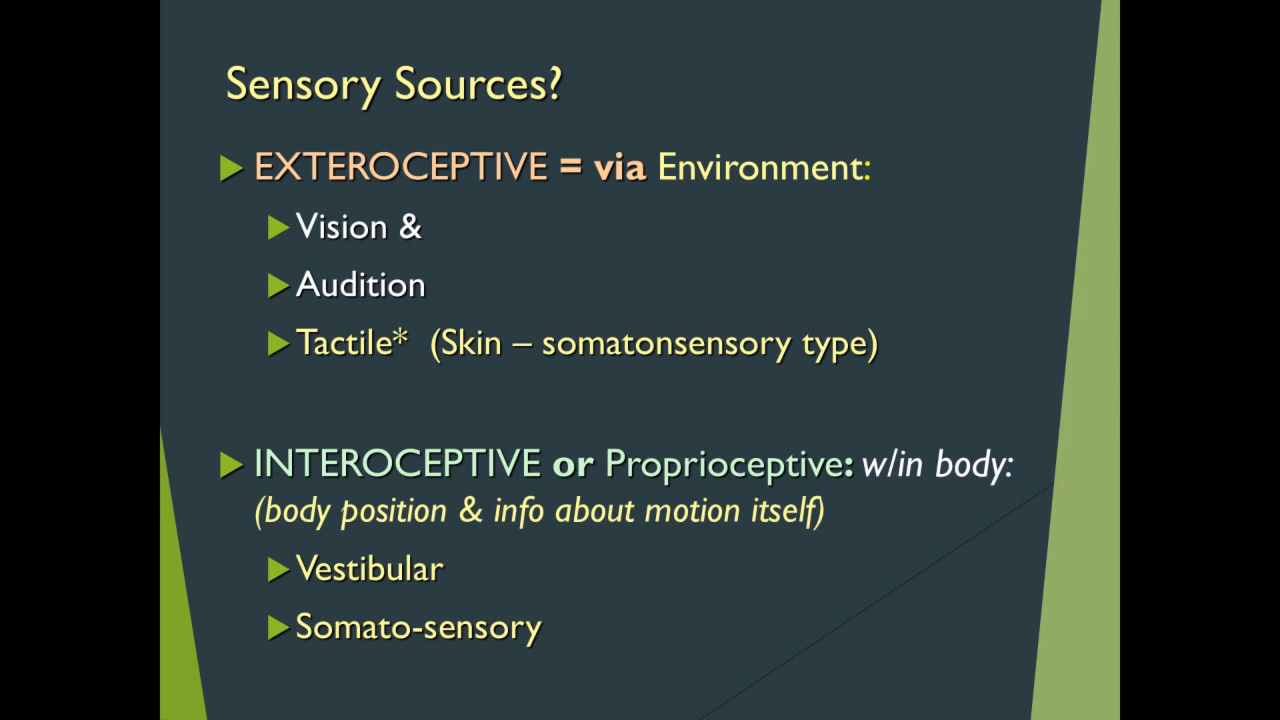 Sensory Sources?
EXTEROCEPTIVE = via Environment:
Vision &
Audition
Tactile* (Skin – somatonsensory type)
INTEROCEPTIVE or Proprioceptive: w/in body:
(body position & info about motion itself)
Vestibular
Somato-sensory